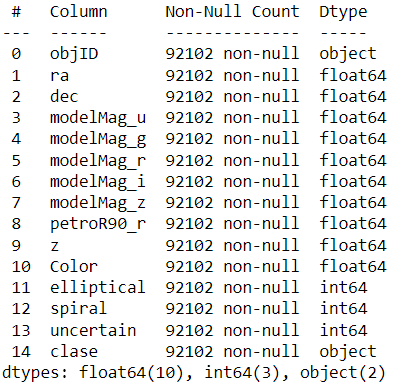 #   Column       Non-Null Count  Dtype
---  ------       --------------  -----
 0   objID        92102 non-null  object
 1   ra           92102 non-null  float64
 2   dec          92102 non-null  float64
 3   modelMag_u   92102 non-null  float64
 4   modelMag_g   92102 non-null  float64
 5   modelMag_r   92102 non-null  float64
 6   modelMag_i   92102 non-null  float64
 7   modelMag_z   92102 non-null  float64
 8   petroR90_r   92102 non-null  float64
 9   z            92102 non-null  float64
 10  Color        92102 non-null  float64
 11  elliptical   92102 non-null  int64
 12  spiral       92102 non-null  int64
 13  uncertain    92102 non-null  int64
 14  clase        92102 non-null  object
dtypes: float64(10), int64(3), object(2)